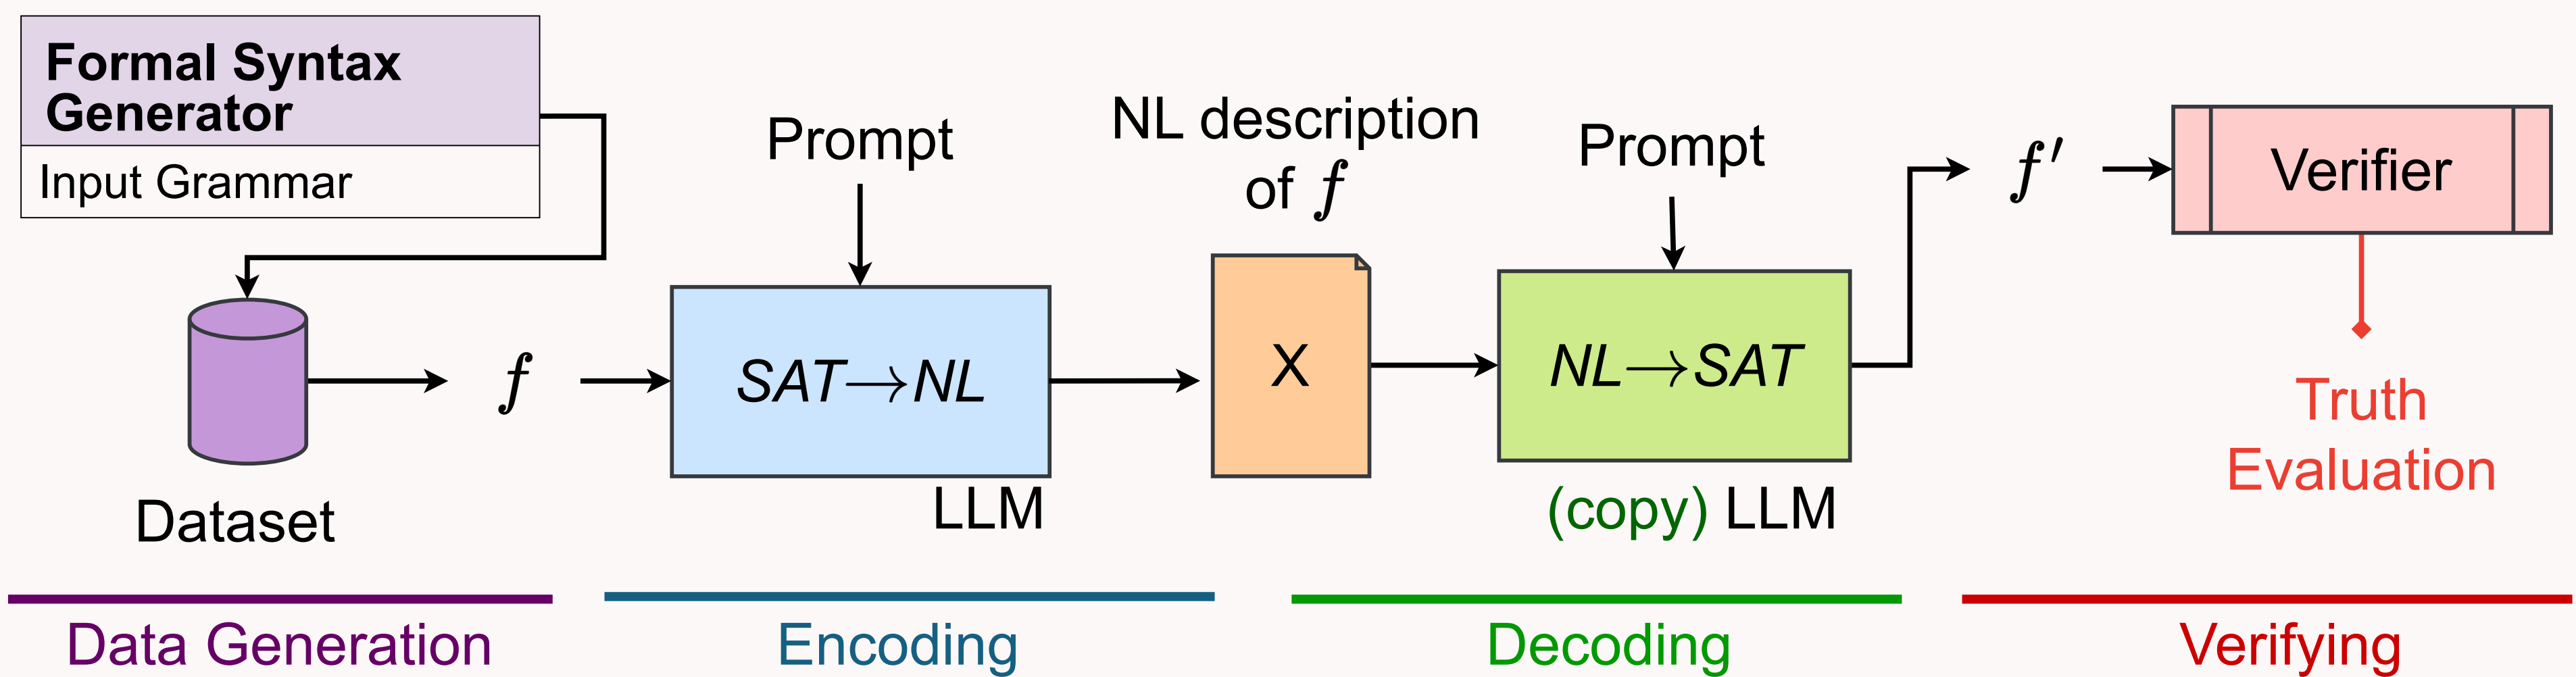 Formal Syntax
Generator
Input Grammar
Dataset
f
Prompt
SAT→NL
LLM
NL description
of f
X
Prompt
NL→SAT
(copy) LLM
f′
Verifier
Truth
Evaluation
Data Generation
Encoding
Decoding
Verifying